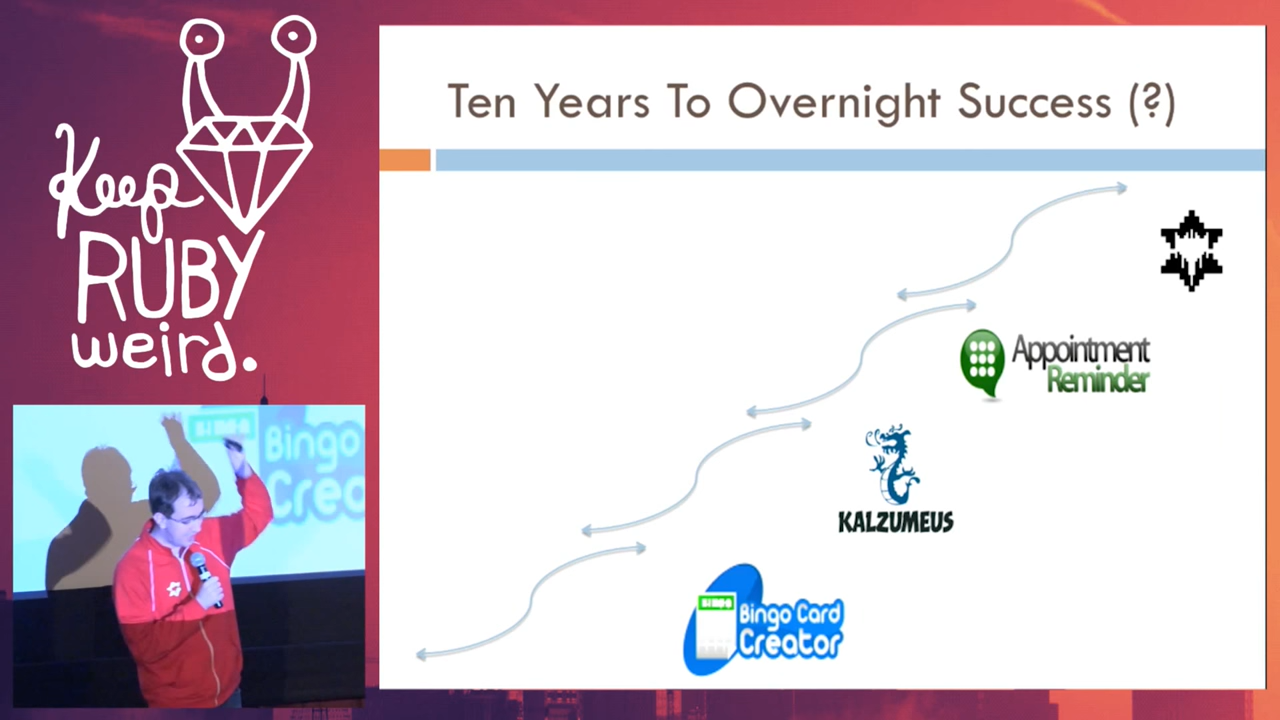 Keep
RUBY
weird.
Ten Years To Overnight Success (?)
Appointment
Reminder
KALZUMEUS
BINGO
Bingo Card
Creator
BINGO
Bingo
Crea